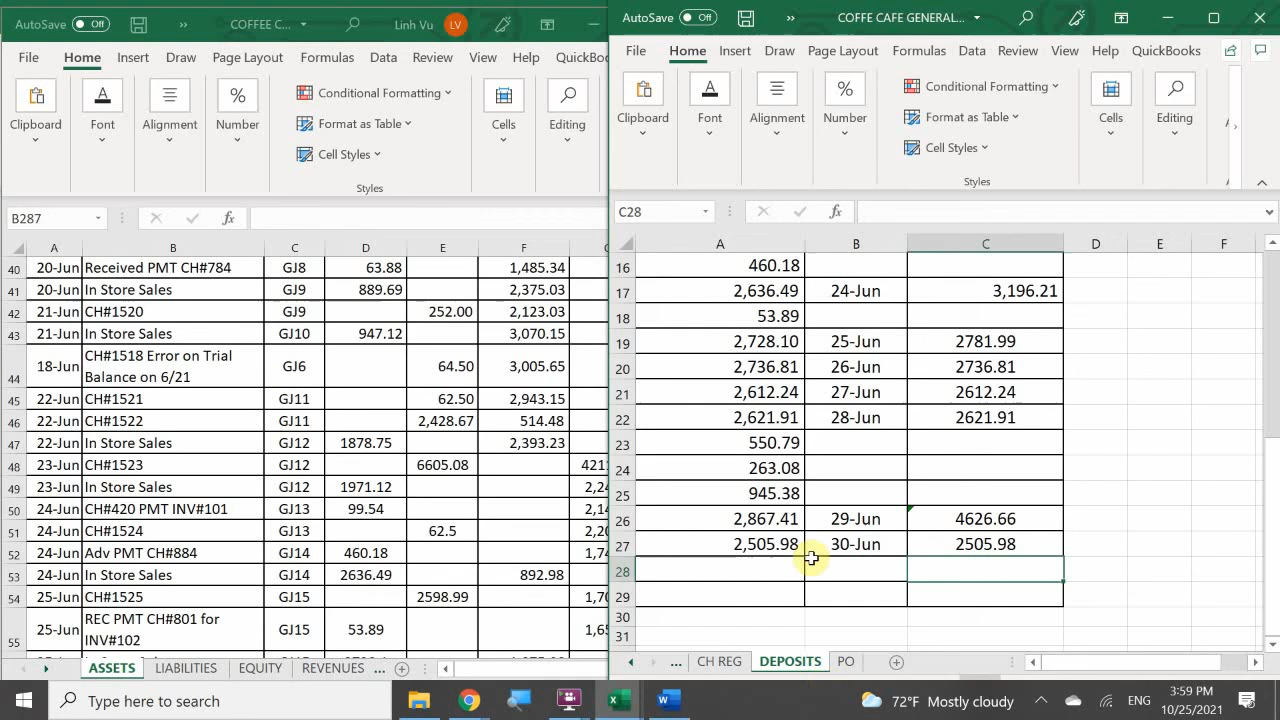 AutoSave Off COFFEE C... Linh Vu LV
File Home Insert Draw Page Layout Formulas Data Review View Help QuickBoo
Clipboard Font Alignment Number Conditional Formatting Format as Table Cell Styles Cells Editing
Styles
B287 fx
A B C D E F
40 20-Jun Received PMT CH#784 GJ8 63.88 1,485.34
41 20-Jun In Store Sales GJ9 889.69 2,375.03
42 21-Jun CH#1520 GJ9 252.00 2,123.03
43 21-Jun In Store Sales GJ10 947.12 3,070.15
44 18-Jun CH#1518 Error on Trial Balance on 6/21 GJ6 64.50 3,005.65
45 22-Jun CH#1521 GJ11 62.50 2,943.15
46 22-Jun CH#1522 GJ11 2,428.67 514.48
47 22-Jun In Store Sales GJ12 1878.75 2,393.23
48 23-Jun CH#1523 GJ12 6605.08 4211
49 23-Jun In Store Sales GJ12 1971.12 2,24
50 24-Jun CH#420 PMT INV#101 GJ13 99.54 2,14
51 24-Jun CH#1524 GJ13 62.5 2,20
52 24-Jun Adv PMT CH#884 GJ14 460.18 1,74
53 24-Jun In Store Sales GJ14 2636.49 892.98
54 25-Jun CH#1525 GJ15 2598.99 1,70
55 25-Jun REC PMT CH#801 for INV#102 GJ15 53.89 1,65
ASSETS LIABILITIES EQUITY REVENUES ...
AutoSave Off COFFE CAFE GENERAL...
File Home Insert Draw Page Layout Formulas Data Review View Help QuickBooks
Clipboard Font Alignment Number Conditional Formatting Format as Table Cell Styles Cells Editing
Styles
C28 fx
A B C D E F
16 460.18
17 2,636.49 24-Jun 3,196.21
18 53.89
19 2,728.10 25-Jun 2781.99
20 2,736.81 26-Jun 2736.81
21 2,612.24 27-Jun 2612.24
22 2,621.91 28-Jun 2621.91
23 550.79
24 263.08
25 945.38
26 2,867.41 29-Jun 4626.66
27 2,505.98 30-Jun 2505.98
28
29
30
31
... CH REG DEPOSITS PO
Type here to search 72°F Mostly cloudy ENG 3:59 PM
10/25/2021